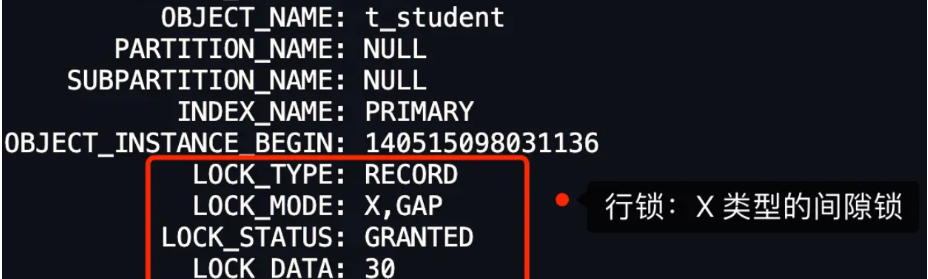 OBJECT_NAME: t_student
PARTITION_NAME: NULL
SUBPARTITION_NAME: NULL
INDEX_NAME: PRIMARY
OBJECT_INSTANCE_BEGIN: 140515098031136
LOCK_TYPE: RECORD
LOCK_MODE: X,GAP
行锁：X 类型的间隙锁
LOCK_STATUS: GRANTED
LOCK_DATA: 30